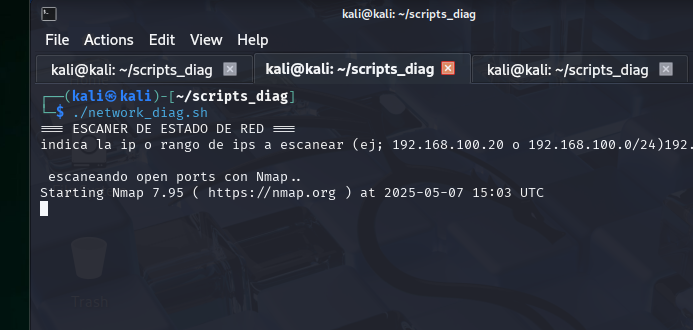 kali@kali: ~/scripts_diag
File Actions Edit View Help
kali@kali: ~/scripts_diag kali@kali: ~/scripts_diag kali@kali: ~/scripts_diag
┌──(kali㉿kali)-[~/scripts_diag]
└─$ ./network_diag.sh
=== ESCANER DE ESTADO DE RED ===
indica la ip o rango de ips a escanear (ej; 192.168.100.20 o 192.168.100.0/24)192.
escaneando open ports con Nmap..
Starting Nmap 7.95 ( https://nmap.org ) at 2025-05-07 15:03 UTC
Trash